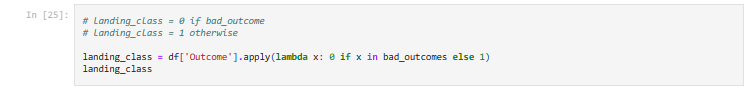 In [25]:
# landing_class = 0 if bad_outcome
# landing_class = 1 otherwise
landing_class = df['Outcome'].apply(lambda x: 0 if x in bad_outcomes else 1)
landing_class